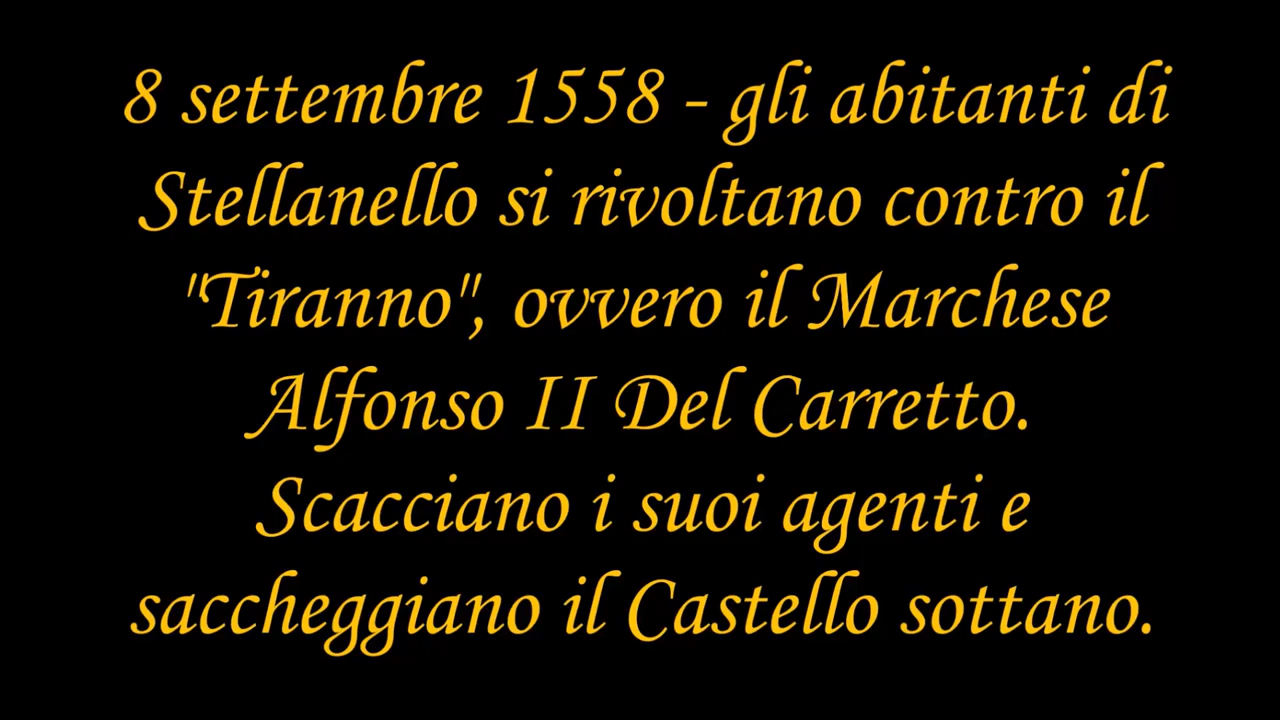 8 settembre 1558 - gli abitanti di
Stellanello si rivoltano contro il
"Tiranno", ovvero il Marchese
Alfonso II Del Carretto.
Scacciano i suoi agenti e
saccheggiano il Castello sottano.